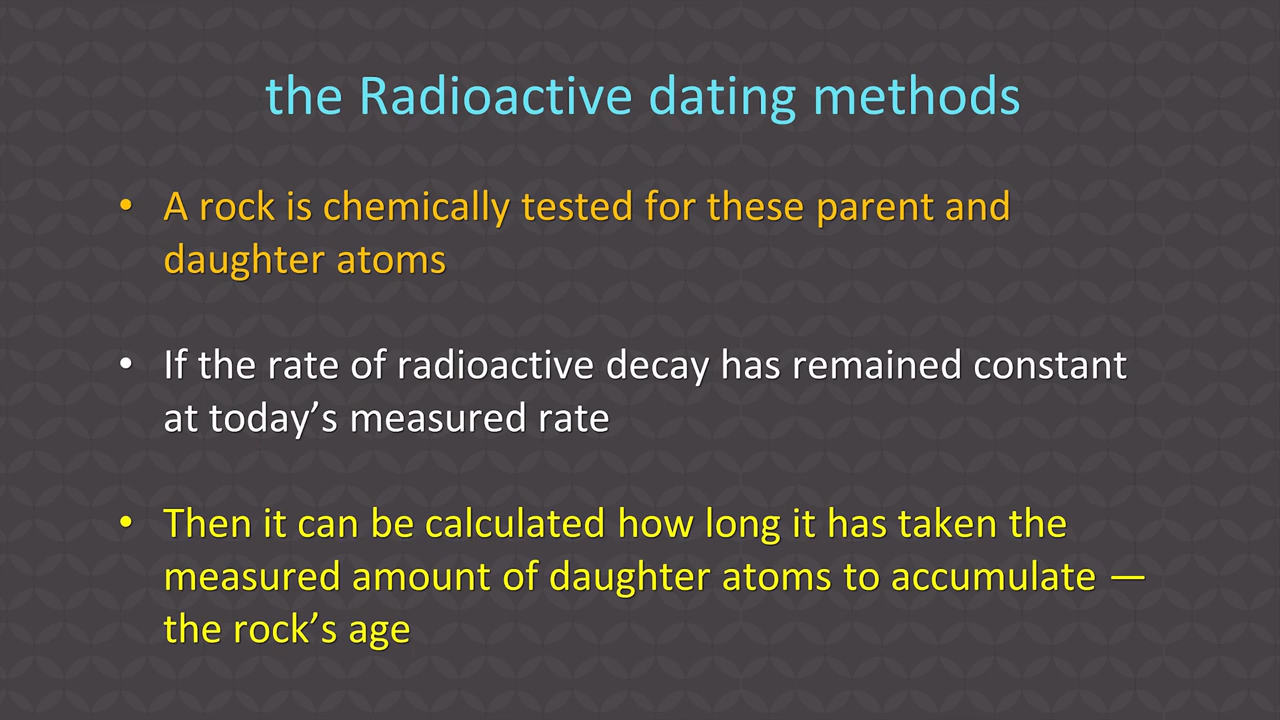 the Radioactive dating methods
• A rock is chemically tested for these parent and
daughter atoms
• If the rate of radioactive decay has remained constant
at today’s measured rate
• Then it can be calculated how long it has taken the
measured amount of daughter atoms to accumulate —
the rock’s age